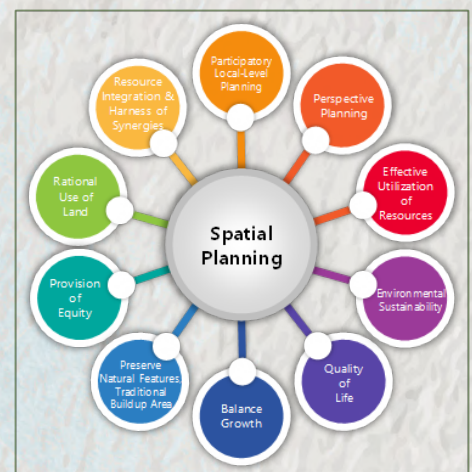 Spatial
Planning
Participatory
Local-Level
Planning
Perspective
Planning
Effective
Utilization
of
Resources
Environmental
Sustainability
Quality
of
Life
Balance
Growth
Preserve
Natural Features,
Traditional
Buildup Area
Provision
of
Equity
Rational
Use of
Land
Resource
Integration &
Harness of
Synergies